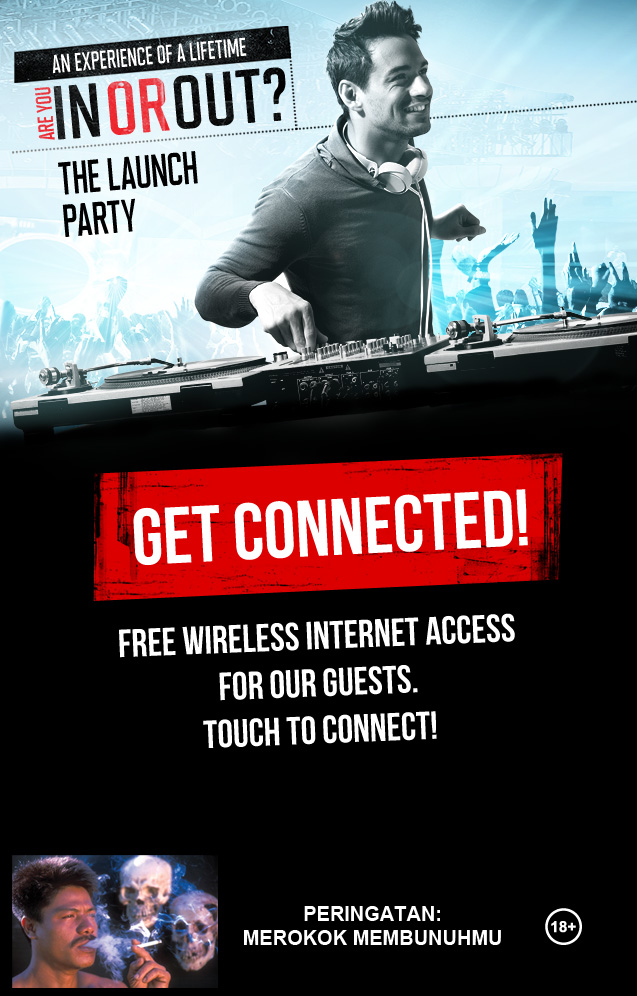 AN EXPERIENCE OF A LIFETIME
ARE YOU
IN OR OUT?
THE LAUNCH
PARTY
GET CONNECTED!
FREE WIRELESS INTERNET ACCESS
FOR OUR GUESTS.
TOUCH TO CONNECT!
PERINGATAN:
MEROKOK MEMBUNUHMU
18+